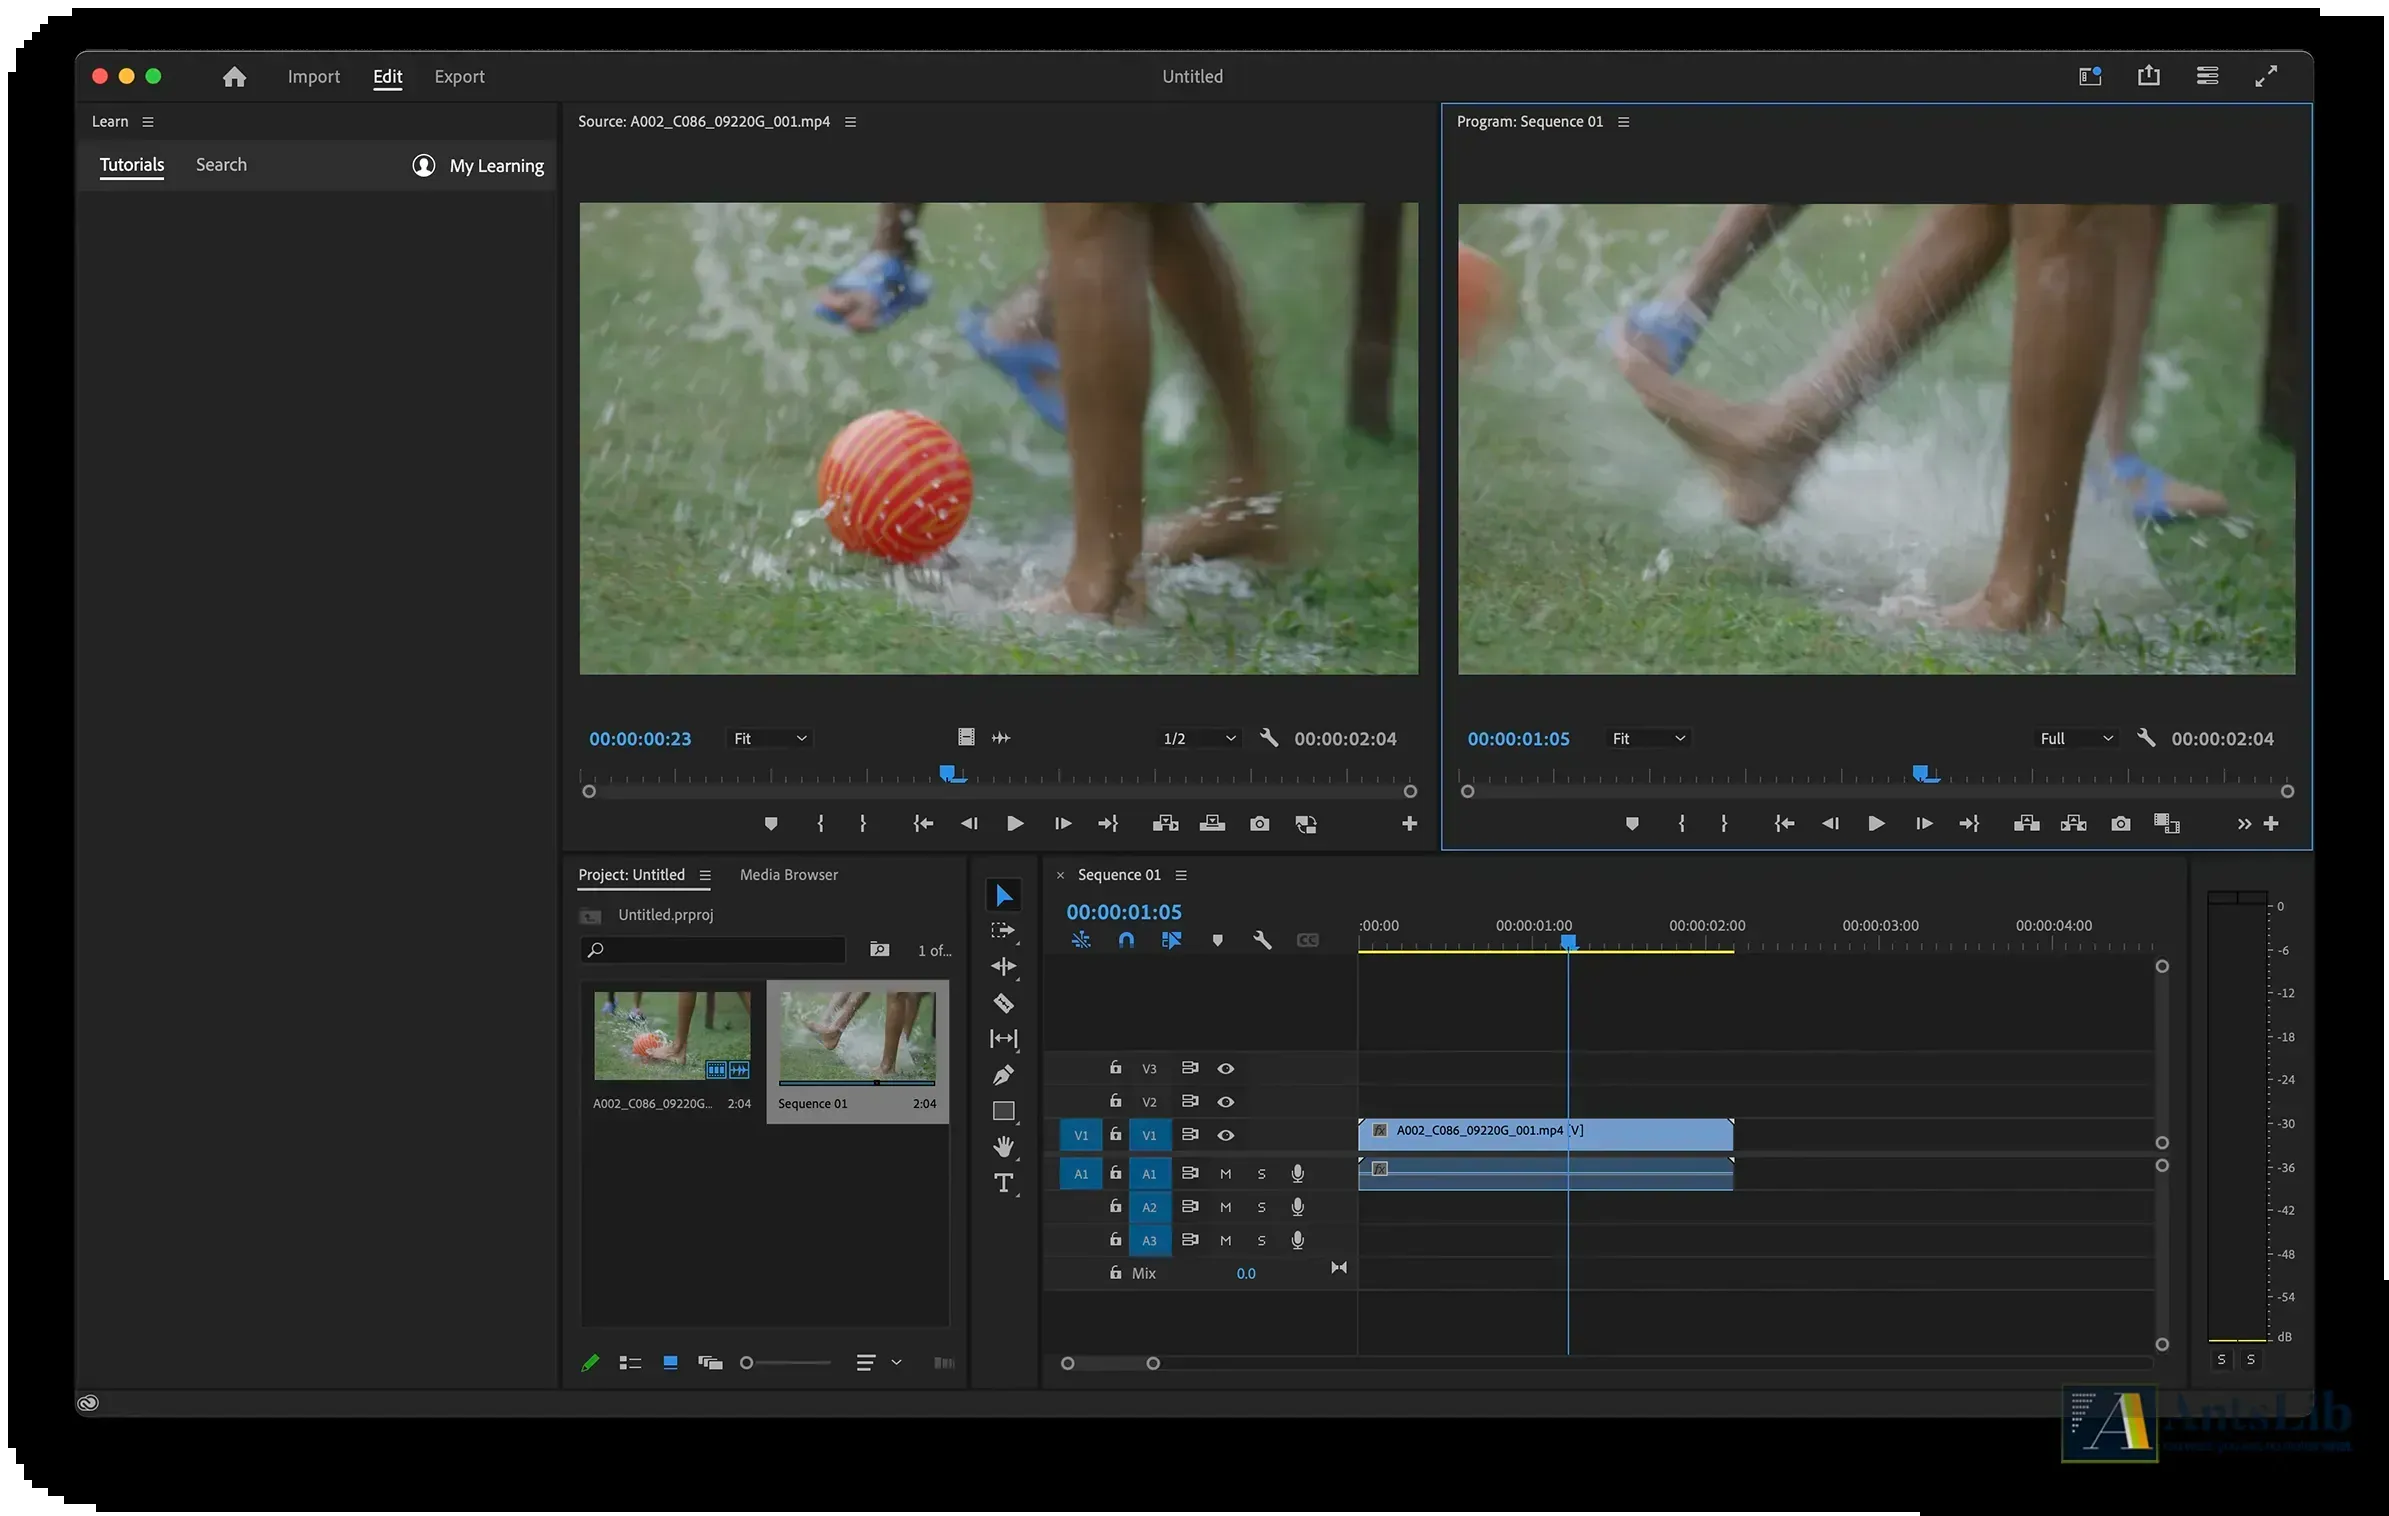 Import Edit Export
Untitled
Learn
Tutorials Search My Learning
Source: A002_C086_09220G_001.mp4
Program: Sequence 01
00:00:00:23 Fit 1/2 00:00:02:04
00:00:01:05 Fit Full 00:00:02:04
Project: Untitled Media Browser
Untitled.prproj
1 of...
A002_C086_09220G... 2:04
Sequence 01 2:04
T
× Sequence 01
00:00:01:05
CC
:00:00 00:00:01:00 00:00:02:00 00:00:03:00 00:00:04:00
V3
V2
V1 V1
fx A002_C086_09220G_001.mp4 [V]
A1 A1 M S
fx
A2 M S
A3 M S
Mix 0.0
0
-6
-12
-18
-24
-30
-36
-42
-48
-54
dB
S S
A AntsLib